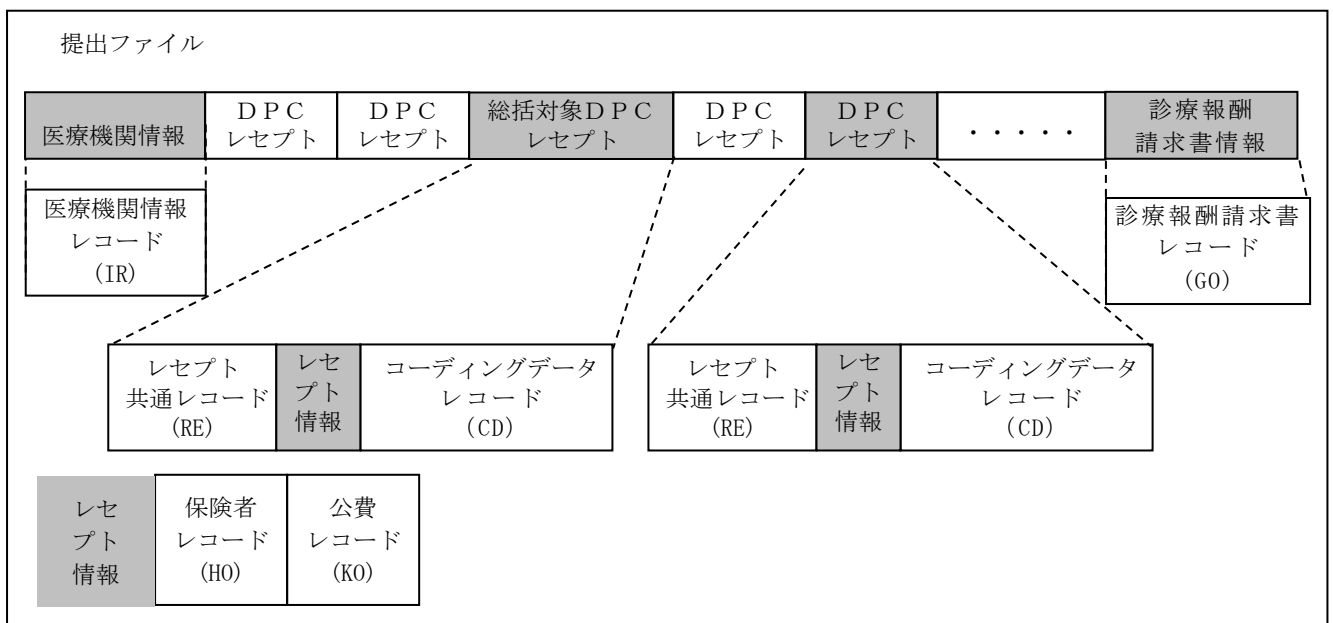 提出ファイル
医療機関情報
ＤＰＣ
レセプト
ＤＰＣ
レセプト
総括対象ＤＰＣ
レセプト
ＤＰＣ
レセプト
ＤＰＣ
レセプト
・・・・・
診療報酬
請求書情報
医療機関情報
レコード
(IR)
診療報酬請求書
レコード
(GO)
レセプト
共通レコード
(RE)
レセ
プト
情報
コーディングデータ
レコード
(CD)
レセプト
共通レコード
(RE)
レセ
プト
情報
コーディングデータ
レコード
(CD)
レセ
プト
情報
保険者
レコード
(HO)
公費
レコード
(KO)